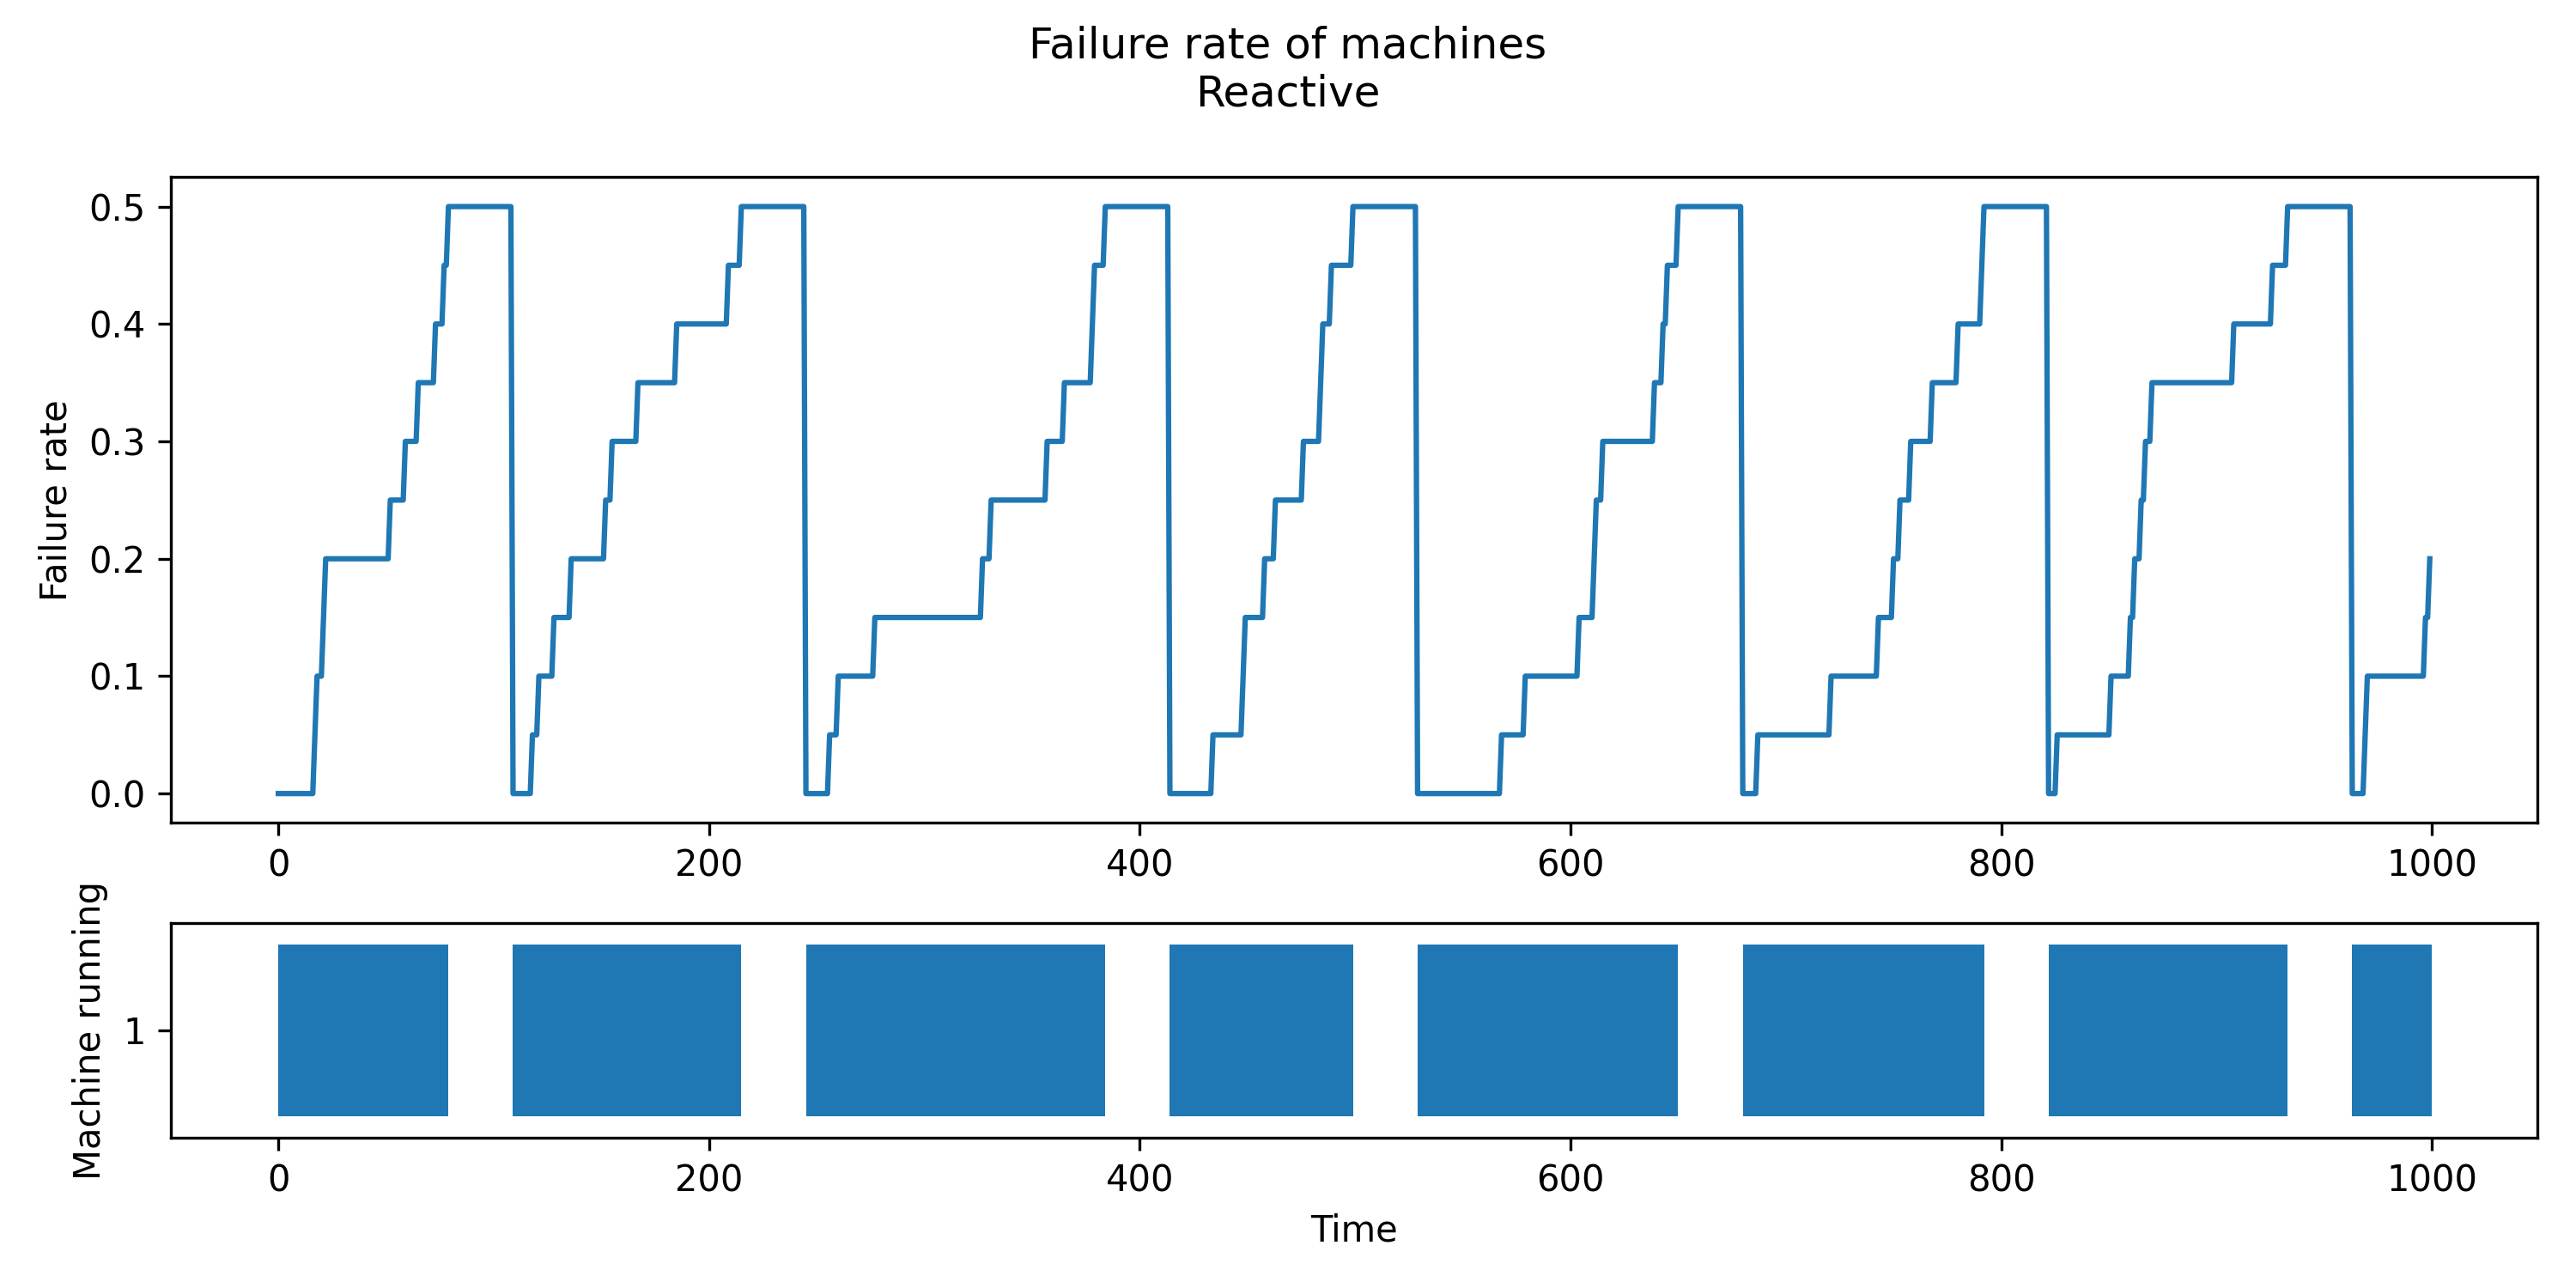 Failure rate of machines
Reactive
Failure rate
0.5
0.4
0.3
0.2
0.1
0.0
0 200 400 600 800 1000
Machine running
1
0 200 400 600 800 1000
Time